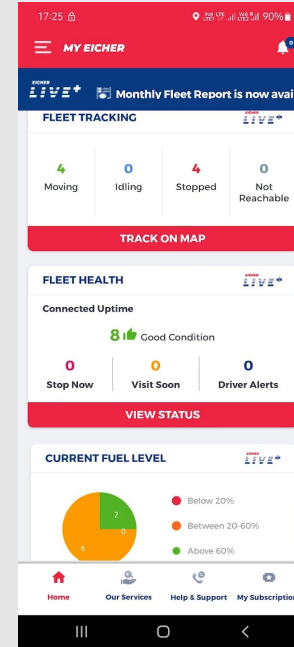 17:25 90%
MY EICHER
EICHER
LIVE+ Monthly Fleet Report is now avai
FLEET TRACKING LIVE+
4 0 4 0
Moving Idling Stopped Not
Reachable
TRACK ON MAP
FLEET HEALTH LIVE+
Connected Uptime
8 Good Condition
0 0 0
Stop Now Visit Soon Driver Alerts
VIEW STATUS
CURRENT FUEL LEVEL LIVE+
2
0
6
Below 20%
Between 20-60%
Above 60%
Home Our Services Help & Support My Subscription